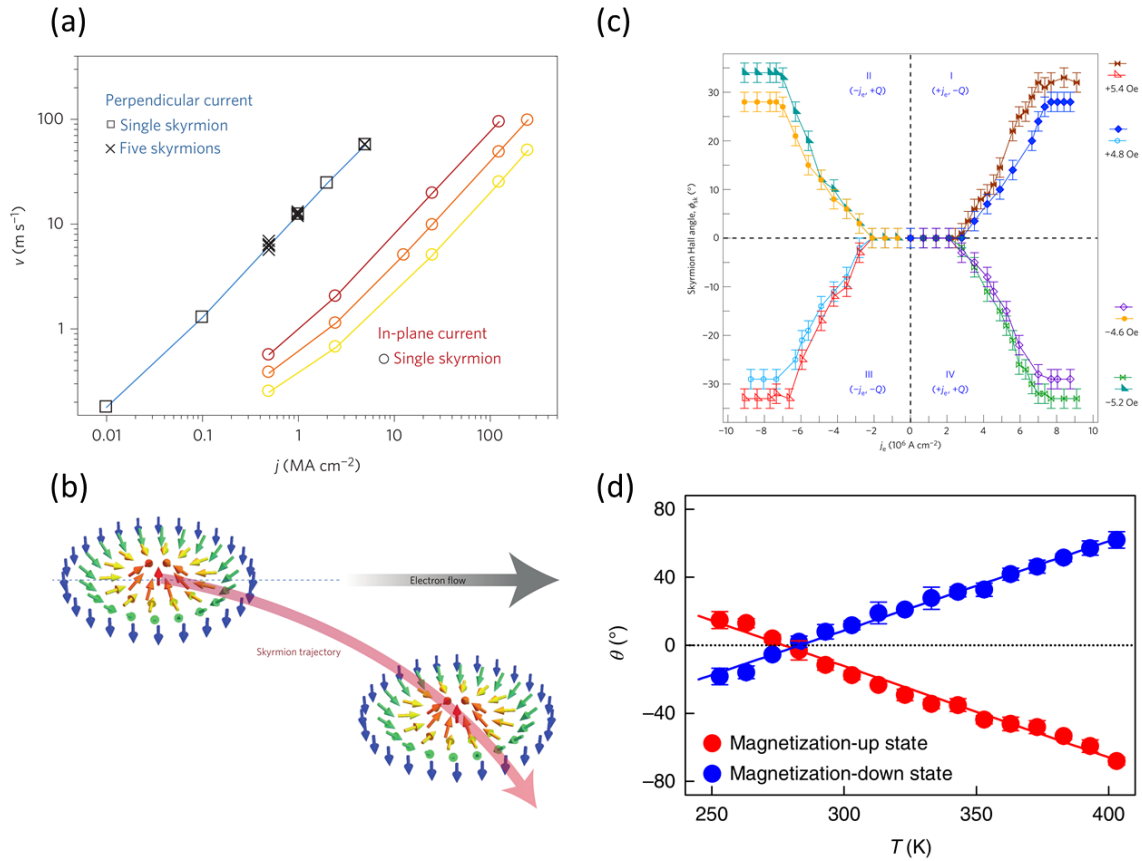 (a)
100
10
1
v (m s⁻¹)
Perpendicular current
Single skyrmion
Five skyrmions
In-plane current
Single skyrmion
0.01 0.1 1 10 100
j (MA cm⁻²)
(b)
Electron flow
Skyrmion trajectory
(c)
30
20
10
0
−10
−20
−30
Skyrmion Hall angle, ϕsk (°)
II I
(−je, +Q) (+je, −Q)
III IV
(−je, −Q) (+je, +Q)
+5.4 Oe
+4.8 Oe
−4.6 Oe
−5.2 Oe
−10 −8 −6 −4 −2 0 2 4 6 8 10
je (10⁶ A cm⁻²)
(d)
80
40
0
−40
−80
θ (°)
Magnetization-up state
Magnetization-down state
250 300 350 400
T (K)